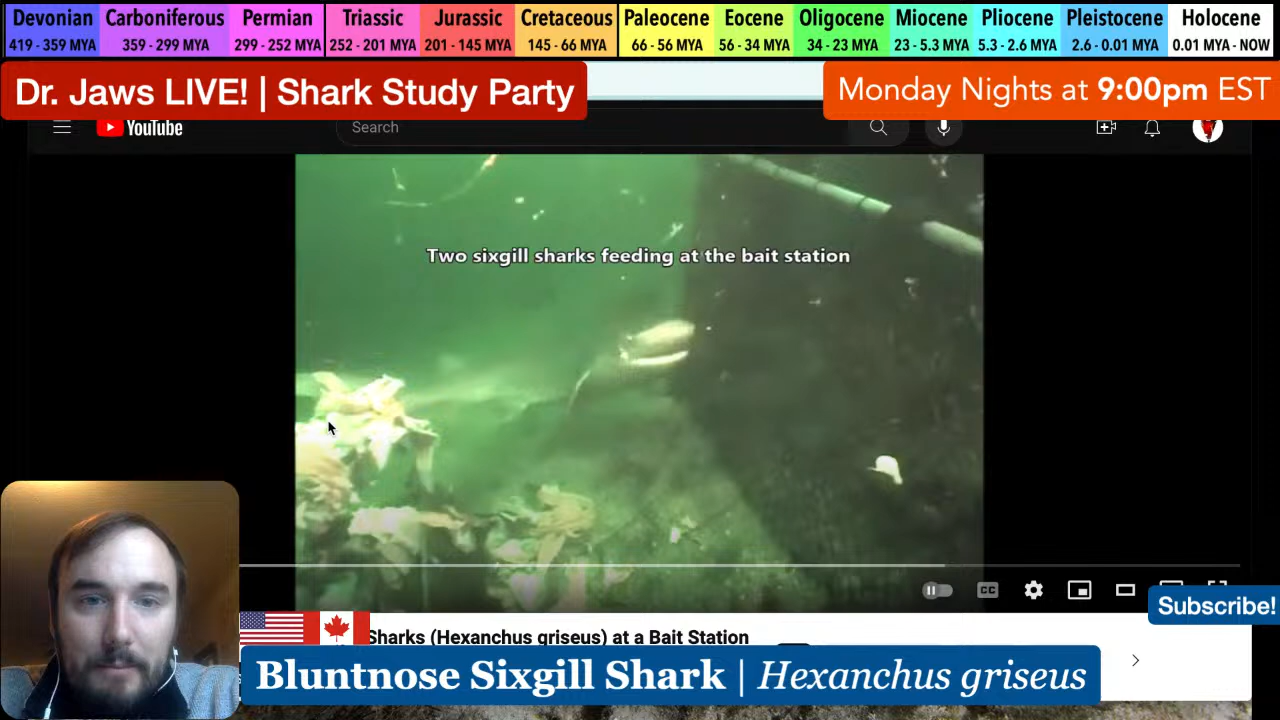 Devonian Carboniferous Permian Triassic Jurassic Cretaceous Paleocene Eocene Oligocene Miocene Pliocene Pleistocene Holocene
419 - 359 MYA 359 - 299 MYA 299 - 252 MYA 252 - 201 MYA 201 - 145 MYA 145 - 66 MYA 66 - 56 MYA 56 - 34 MYA 34 - 23 MYA 23 - 5.3 MYA 5.3 - 2.6 MYA 2.6 - 0.01 MYA 0.01 MYA - NOW
Dr. Jaws LIVE! | Shark Study Party
Monday Nights at 9:00pm EST
YouTube
Search
Two sixgill sharks feeding at the bait station
CC
Subscribe!
Sharks (Hexanchus griseus) at a Bait Station
Bluntnose Sixgill Shark | Hexanchus griseus